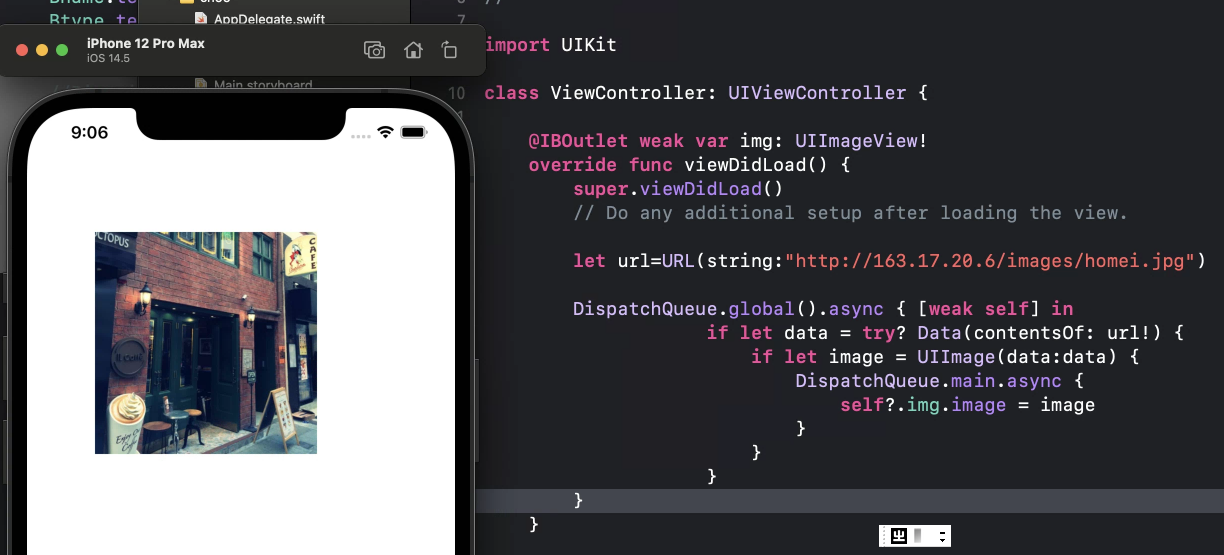 AppDelegate.swift
iPhone 12 Pro Max
iOS 14.5
Main.storyboard
9:06
OCTOPUS
CAFE
Enjoy
7
import UIKit
10 class ViewController: UIViewController {
@IBOutlet weak var img: UIImageView!
override func viewDidLoad() {
super.viewDidLoad()
// Do any additional setup after loading the view.
let url=URL(string:"http://163.17.20.6/images/homei.jpg")
DispatchQueue.global().async { [weak self] in
if let data = try? Data(contentsOf: url!) {
if let image = UIImage(data:data) {
DispatchQueue.main.async {
self?.img.image = image
}
}
}
}
}